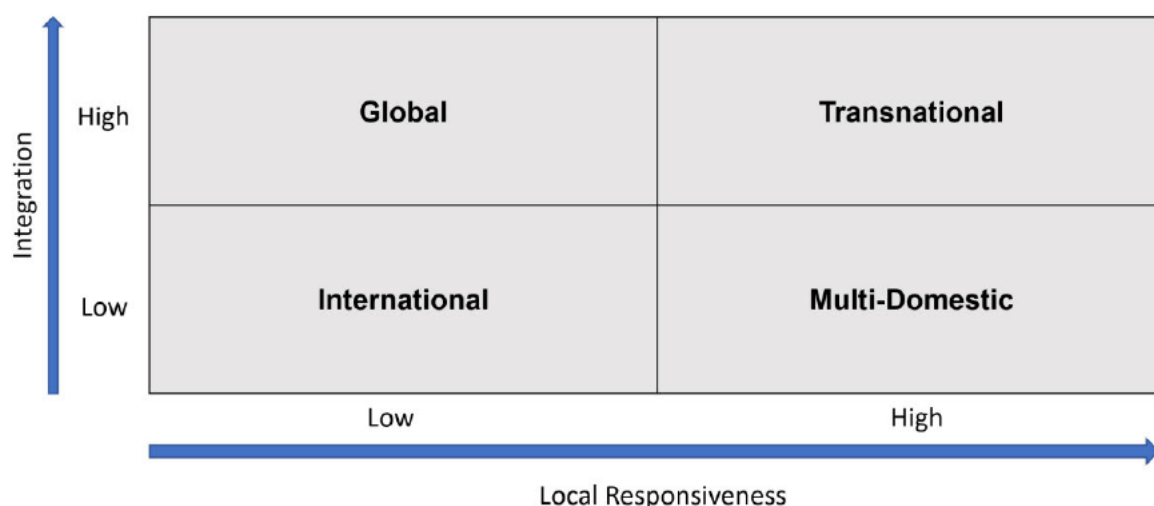 Integration
High
Global
Transnational
Low
International
Multi-Domestic
Low
High
Local Responsiveness